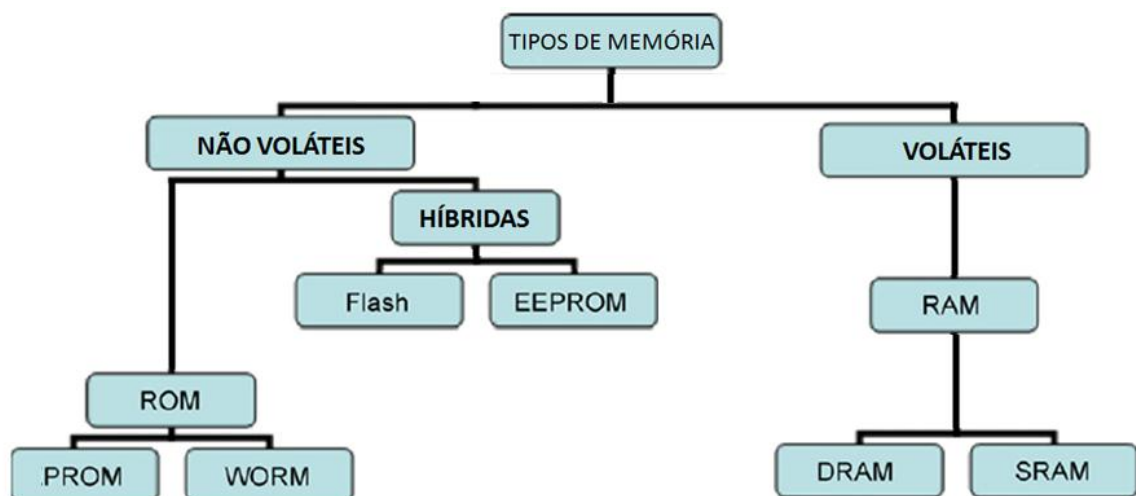 TIPOS DE MEMÓRIA
NÃO VOLÁTEIS
VOLÁTEIS
HÍBRIDAS
Flash
EEPROM
RAM
ROM
.PROM
WORM
DRAM
SRAM